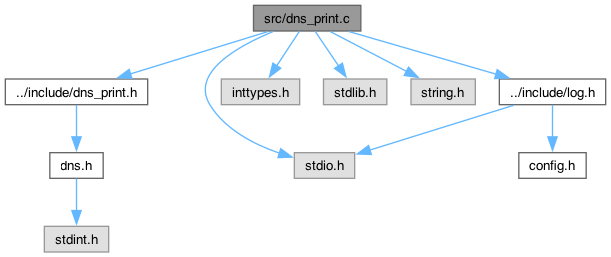 src/dns_print.c
../include/dns_print.h
inttypes.h
stdlib.h
string.h
../include/log.h
dns.h
stdio.h
config.h
stdint.h